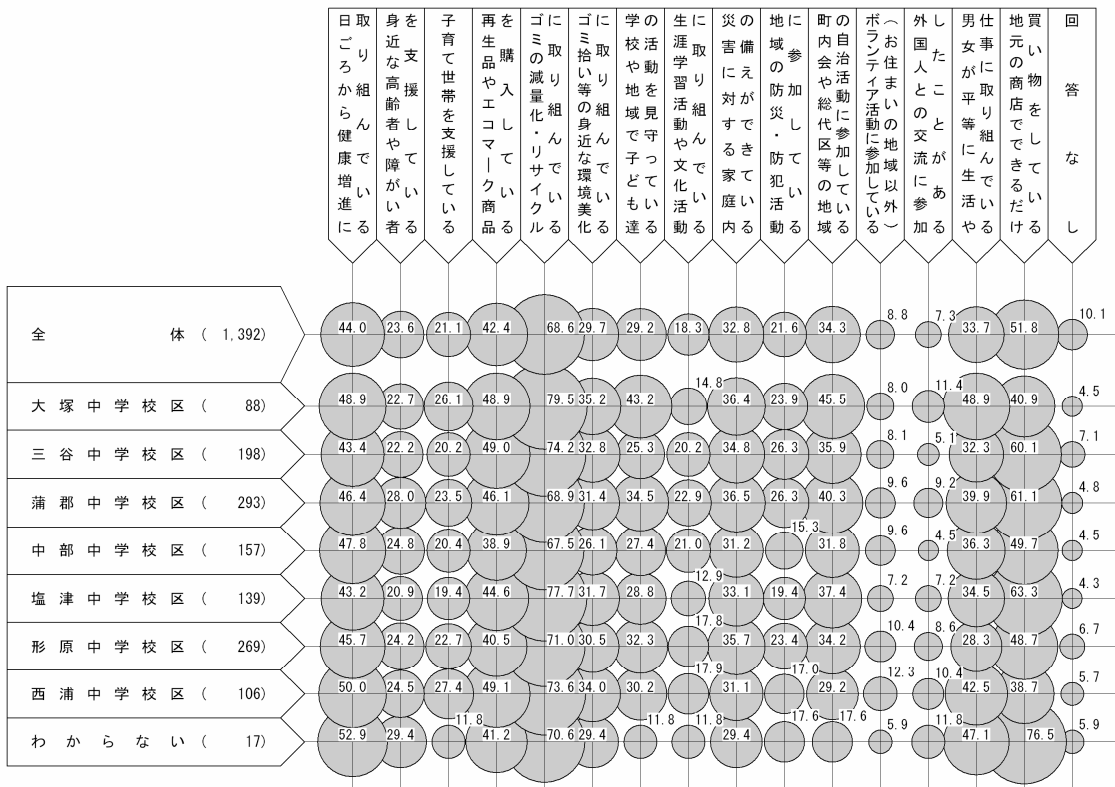 日ごろから健康増進に
取り組んでいる
身近な高齢者や障がい者
を支援している
子育て世帯を支援している
再生品やエコマーク商品
を購入している
ゴミの減量化・リサイクル
に取り組んでいる
ゴミ拾い等の身近な環境美化
に取り組んでいる
学校や地域で子ども達
の活動を見守っている
生涯学習活動や文化活動
に取り組んでいる
災害に対する家庭内
の備えができている
地域の防災・防犯活動
に参加している
町内会や総代区等の地域
の自治活動に参加している
ボランティア活動に参加している
（お住まいの地域以外）
外国人との交流に参加
したことがある
男女が平等に生活や
仕事に取り組んでいる
地元の商店でできるだけ
買い物をしている
回答なし
全体 ( 1,392) 44.0 23.6 21.1 42.4 68.6 29.7 29.2 18.3 32.8 21.6 34.3 8.8 7.3 33.7 51.8 10.1
大塚中学校区 ( 88) 48.9 22.7 26.1 48.9 79.5 35.2 43.2 14.8 36.4 23.9 45.5 8.0 11.4 48.9 40.9 4.5
三谷中学校区 ( 198) 43.4 22.2 20.2 49.0 74.2 32.8 25.3 20.2 34.8 26.3 35.9 8.1 5.1 32.3 60.1 7.1
蒲郡中学校区 ( 293) 46.4 28.0 23.5 46.1 68.9 31.4 34.5 22.9 36.5 26.3 40.3 9.6 9.2 39.9 61.1 4.8
中部中学校区 ( 157) 47.8 24.8 20.4 38.9 67.5 26.1 27.4 21.0 31.2 15.3 31.8 9.6 4.5 36.3 49.7 4.5
塩津中学校区 ( 139) 43.2 20.9 19.4 44.6 77.7 31.7 28.8 12.9 33.1 19.4 37.4 7.2 7.2 34.5 63.3 4.3
形原中学校区 ( 269) 45.7 24.2 22.7 40.5 71.0 30.5 32.3 17.8 35.7 23.4 34.2 10.4 8.6 28.3 48.7 6.7
西浦中学校区 ( 106) 50.0 24.5 27.4 49.1 73.6 34.0 30.2 17.9 31.1 17.0 29.2 12.3 10.4 42.5 38.7 5.7
わからない ( 17) 52.9 29.4 11.8 41.2 70.6 29.4 11.8 11.8 29.4 17.6 17.6 5.9 11.8 47.1 76.5 5.9